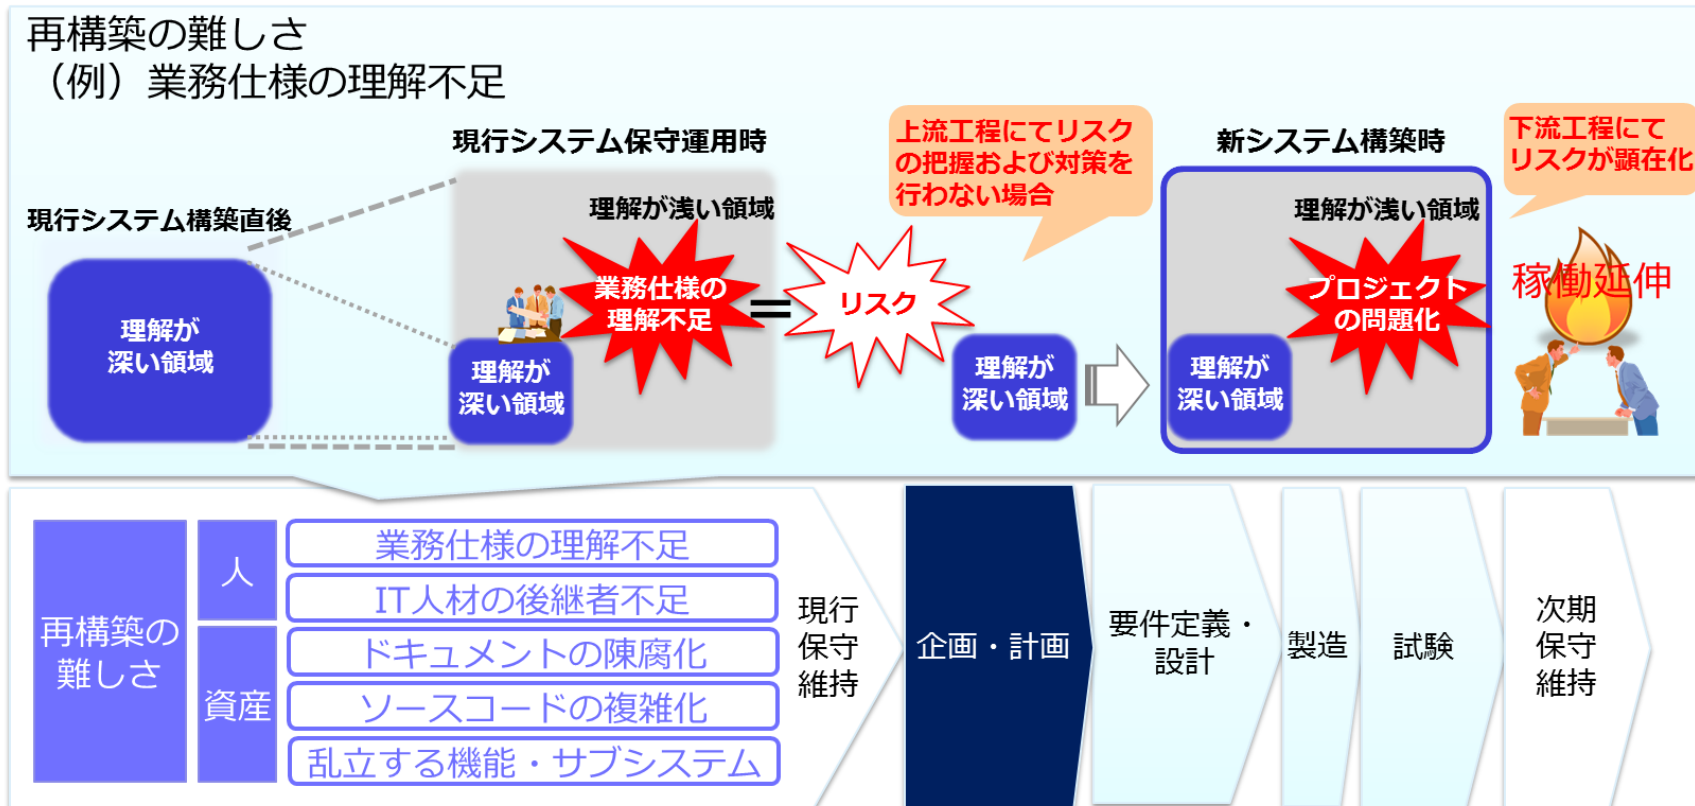 再構築の難しさ
（例）業務仕様の理解不足
現行システム構築直後
理解が
深い領域
現行システム保守運用時
理解が浅い領域
業務仕様の
理解不足
理解が
深い領域
=
リスク
上流工程にてリスク
の把握および対策を
行わない場合
理解が
深い領域
新システム構築時
理解が浅い領域
プロジェクト
の問題化
理解が
深い領域
下流工程にて
リスクが顕在化
稼働延伸
再構築の
難しさ
人
業務仕様の理解不足
IT人材の後継者不足
資産
ドキュメントの陳腐化
ソースコードの複雑化
乱立する機能・サブシステム
現行
保守
維持
企画・計画
要件定義・
設計
製造
試験
次期
保守
維持